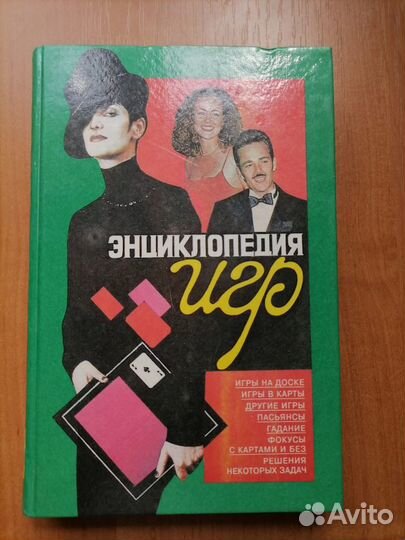 ЭНЦИКЛОПЕДИЯ
игр
ИГРЫ НА ДОСКЕ
ИГРЫ В КАРТЫ
ДРУГИЕ ИГРЫ
ПАСЬЯНСЫ
ГАДАНИЕ
ФОКУСЫ
С КАРТАМИ И БЕЗ
РЕШЕНИЯ
НЕКОТОРЫХ ЗАДАЧ
Avito